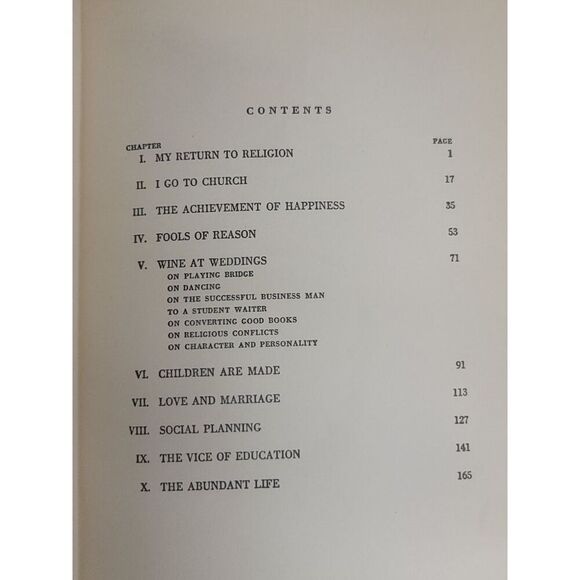 CONTENTS
CHAPTER PAGE
I. MY RETURN TO RELIGION 1
II. I GO TO CHURCH 17
III. THE ACHIEVEMENT OF HAPPINESS 35
IV. FOOLS OF REASON 53
V. WINE AT WEDDINGS 71
ON PLAYING BRIDGE
ON DANCING
ON THE SUCCESSFUL BUSINESS MAN
TO A STUDENT WAITER
ON CONVERTING GOOD BOOKS
ON RELIGIOUS CONFLICTS
ON CHARACTER AND PERSONALITY
VI. CHILDREN ARE MADE 91
VII. LOVE AND MARRIAGE 113
VIII. SOCIAL PLANNING 127
IX. THE VICE OF EDUCATION 141
X. THE ABUNDANT LIFE 165